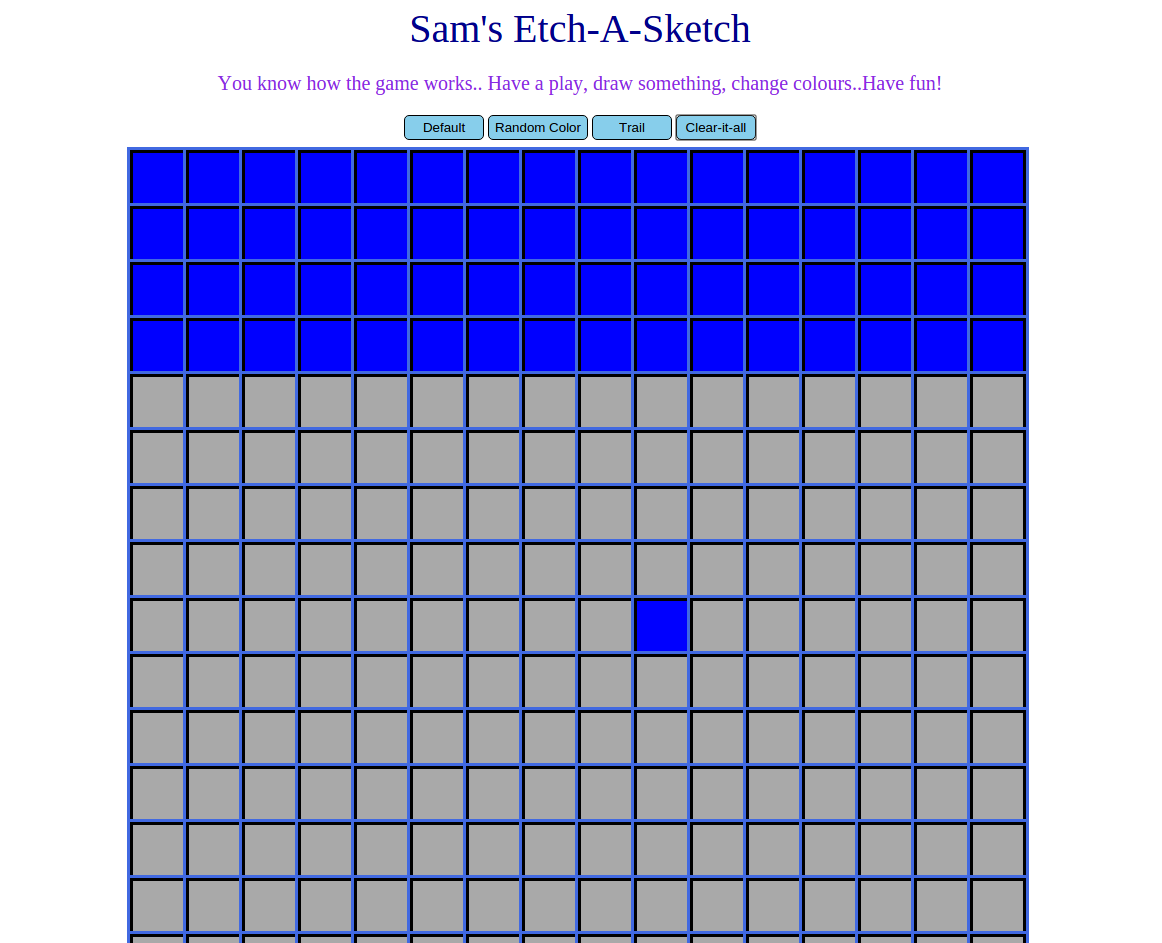 Sam's Etch-A-Sketch
You know how the game works.. Have a play, draw something, change colours..Have fun!
Default Random Color Trail Clear-it-all